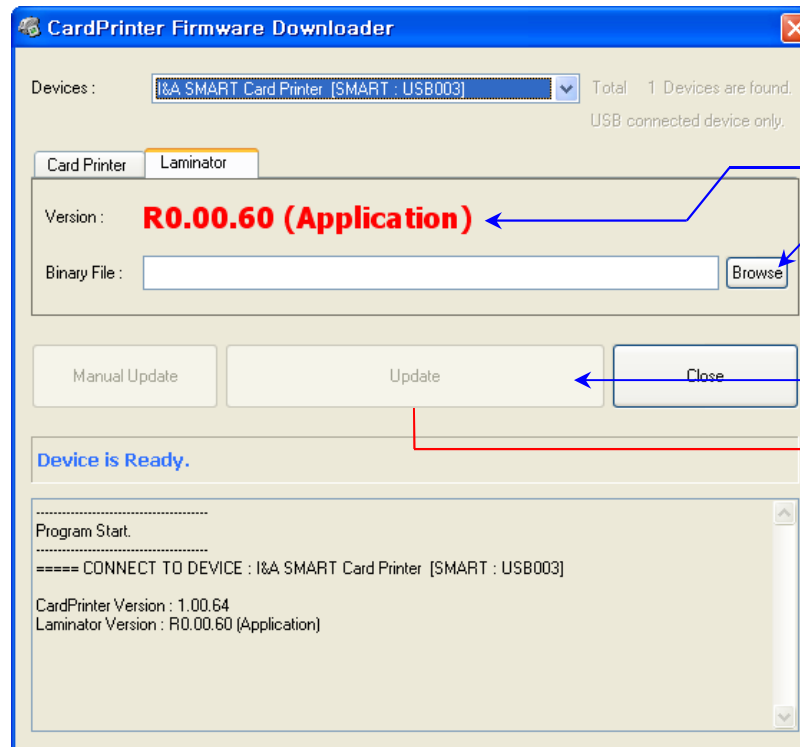 CardPrinter Firmware Downloader
Devices : I&A SMART Card Printer [SMART : USB003] Total 1 Devices are found.
USB connected device only.
Card Printer Laminator
Version : R0.00.60 (Application)
Binary File : Browse
Manual Update Update Close
Device is Ready.
----------------------------------------
Program Start.
----------------------------------------
===== CONNECT TO DEVICE : I&A SMART Card Printer [SMART : USB003]
CardPrinter Version : 1.00.64
Laminator Version : R0.00.60 (Application)